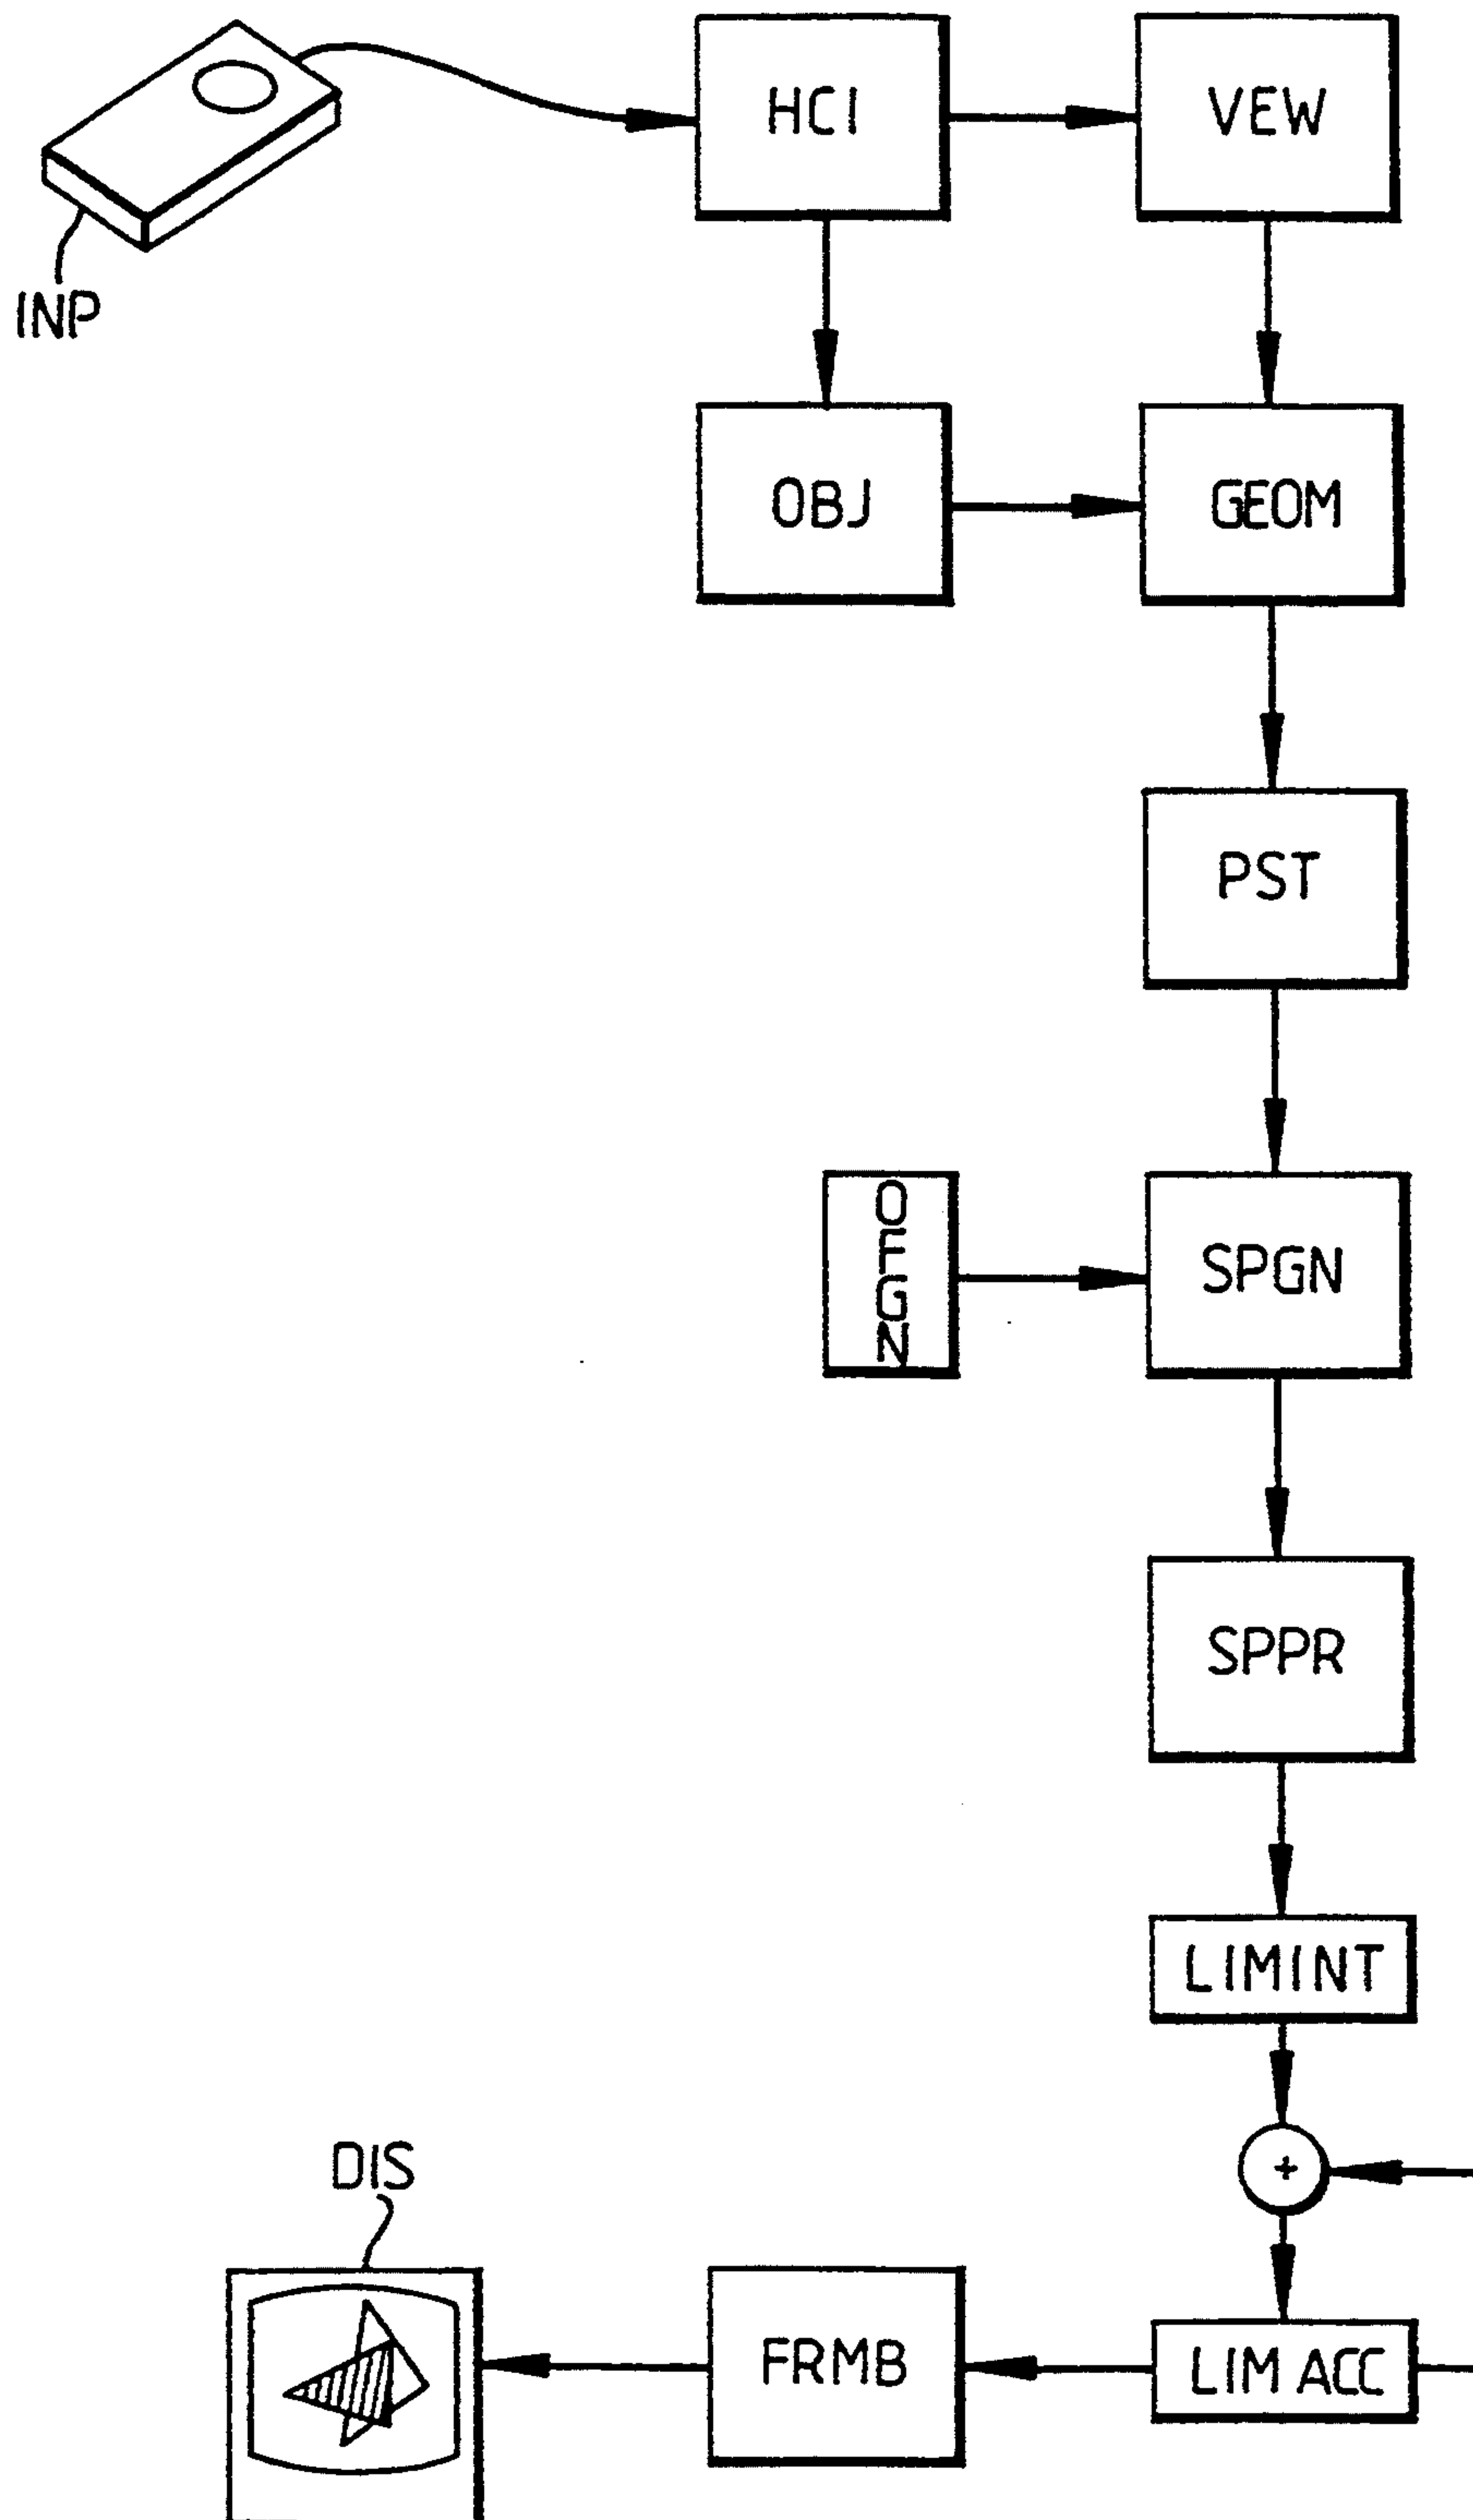 HCI
VEW
INP
OBJ
GEOM
PST
OFGN
SPGN
SPPR
LIMINT
+
DIS
FRMB
LIM ACC